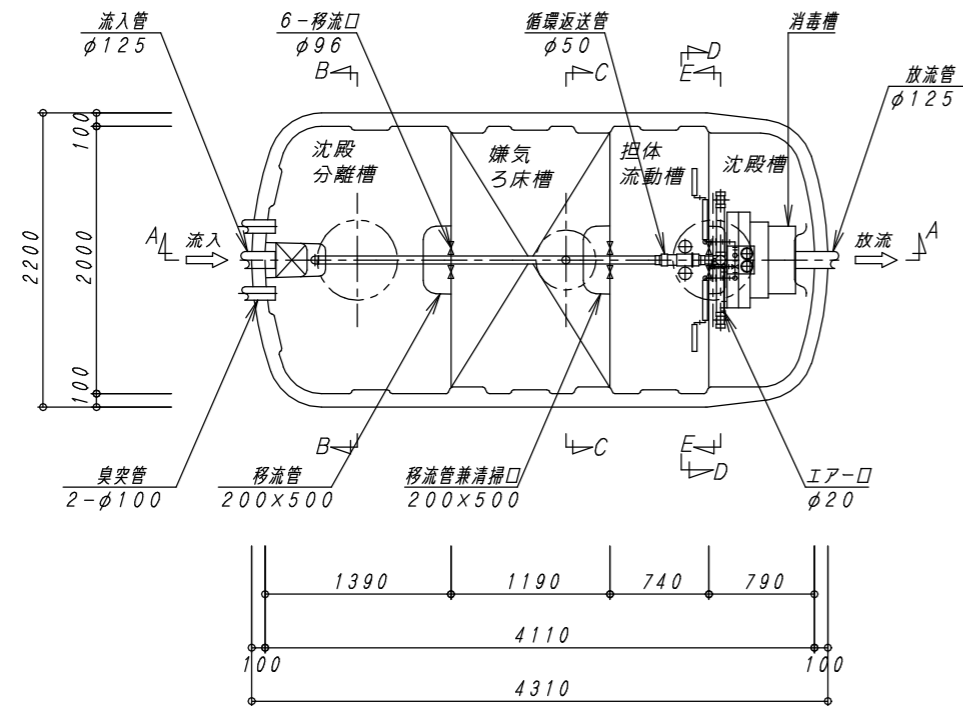 流入管
φ125
6-移流口
φ96
循環返送管
φ50
消毒槽
放流管
φ125
B
C
D
E
沈殿
分離槽
嫌気
ろ床槽
担体
流動槽
沈殿槽
A
流入
放流
A
2200
100
2000
100
B
C
E
D
臭突管
2-φ100
移流管
200×500
移流管兼清掃口
200×500
エアー口
φ20
1390
1190
740
790
4110
100
100
4310